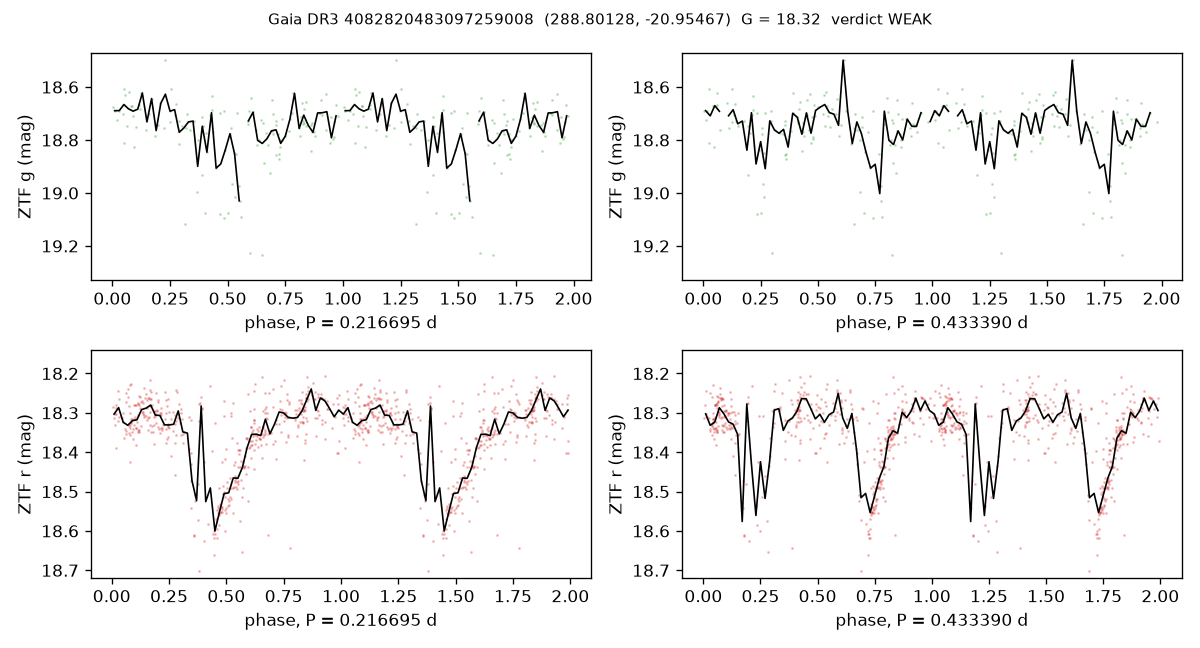 Gaia DR3 4082820483097259008 (288.80128, -20.95467) G = 18.32 verdict WEAK
ZTF g (mag)
18.6
18.8
19.0
19.2
0.00 0.25 0.50 0.75 1.00 1.25 1.50 1.75 2.00
phase, P = 0.216695 d
ZTF g (mag)
18.6
18.8
19.0
19.2
0.00 0.25 0.50 0.75 1.00 1.25 1.50 1.75 2.00
phase, P = 0.433390 d
ZTF r (mag)
18.2
18.3
18.4
18.5
18.6
18.7
0.00 0.25 0.50 0.75 1.00 1.25 1.50 1.75 2.00
phase, P = 0.216695 d
ZTF r (mag)
18.2
18.3
18.4
18.5
18.6
18.7
0.00 0.25 0.50 0.75 1.00 1.25 1.50 1.75 2.00
phase, P = 0.433390 d